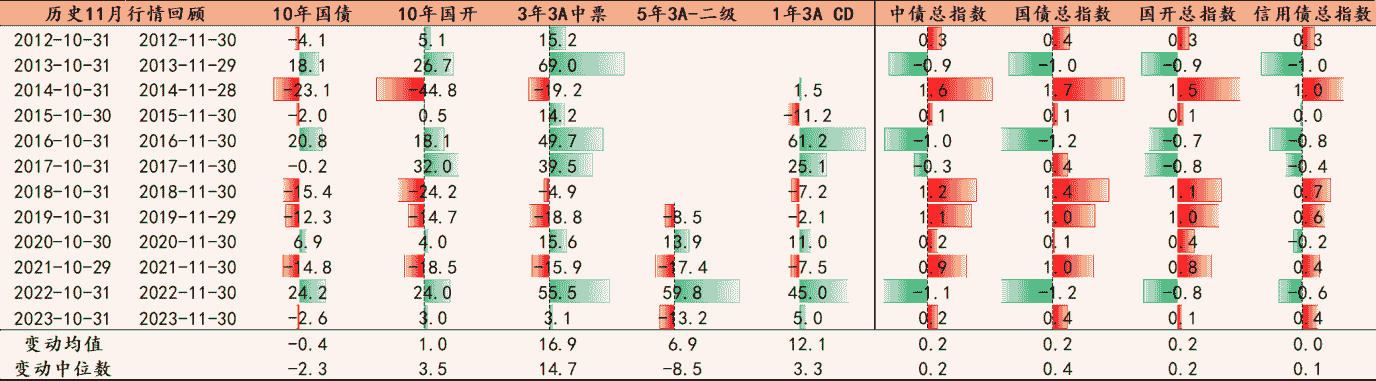 历史11月行情回顾 10年国债 10年国开 3年3A中票 5年3A-二级 1年3A CD 中债总指数 国债总指数 国开总指数 信用债总指数
2012-10-31 2012-11-30 -4.1 5.1 15.2 0.3 0.4 0.3 0.3
2013-10-31 2013-11-29 18.1 26.7 69.0 -0.9 -1.0 -0.9 -1.0
2014-10-31 2014-11-28 -23.1 -44.8 -19.2 1.5 1.6 1.7 1.5 1.0
2015-10-30 2015-11-30 -2.0 0.5 14.2 -11.2 0.1 0.1 0.1 0.0
2016-10-31 2016-11-30 20.8 18.1 49.7 61.2 -1.0 -1.2 -0.7 -0.8
2017-10-31 2017-11-30 -0.2 32.0 39.5 25.1 -0.3 0.4 -0.8 -0.4
2018-10-31 2018-11-30 -15.4 -24.2 -4.9 -7.2 1.2 1.4 1.1 0.7
2019-10-31 2019-11-29 -12.3 -14.7 -18.8 -8.5 -2.1 1.1 1.0 1.0 0.6
2020-10-30 2020-11-30 6.9 4.0 15.6 13.9 11.0 0.2 0.1 0.4 -0.2
2021-10-29 2021-11-30 -14.8 -18.5 -15.9 -17.4 -7.5 0.9 1.0 0.8 0.4
2022-10-31 2022-11-30 24.2 24.0 55.5 59.8 45.0 -1.1 -1.2 -0.8 -0.6
2023-10-31 2023-11-30 -2.6 3.0 3.1 -13.2 5.0 0.2 0.4 0.1 0.4
变动均值 -0.4 1.0 16.9 6.9 12.1 0.2 0.2 0.2 0.0
变动中位数 -2.3 3.5 14.7 -8.5 3.3 0.2 0.4 0.2 0.1